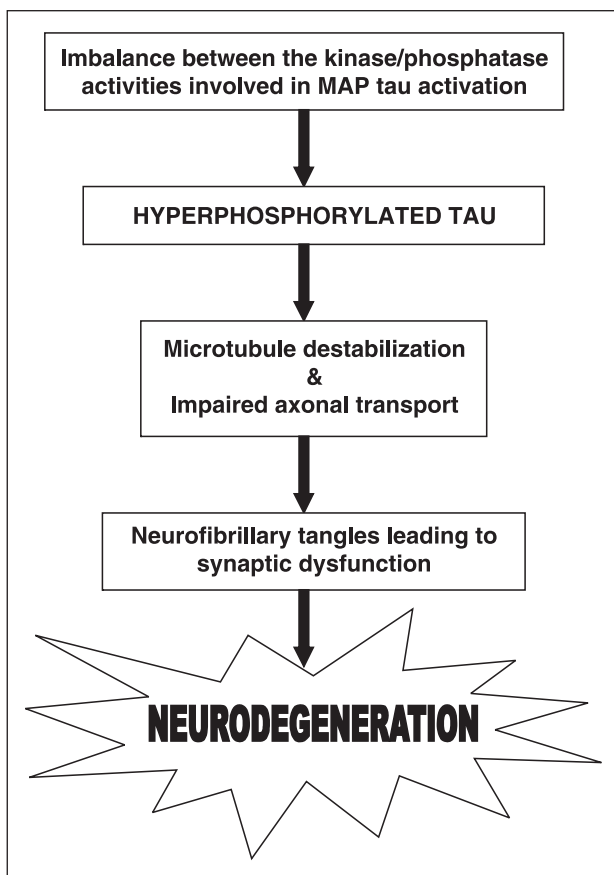 Imbalance between the kinase/phosphatase
activities involved in MAP tau activation
HYPERPHOSPHORYLATED TAU
Microtubule destabilization
&
Impaired axonal transport
Neurofibrillary tangles leading to
synaptic dysfunction
NEURODEGENERATION